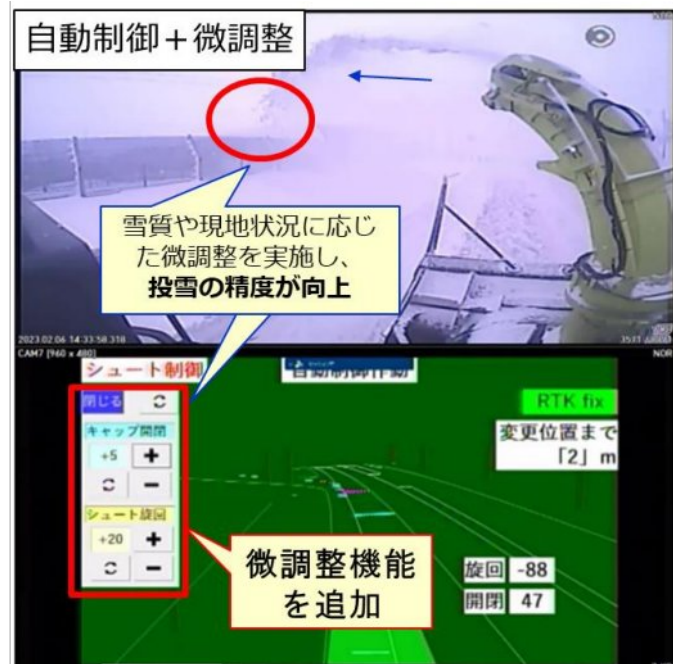 自動制御＋微調整
雪質や現地状況に応じ
た微調整を実施し、
投雪の精度が向上
2023.02.06 14:33:58.318
CAM7 [960 x 480]
NOR
シュート制御
自動制御作動
閉じる
RTK fix
キャップ開閉
+5
+
-
変更位置まで
「2」m
シュート旋回
+20
+
-
微調整機能
を追加
旋回 -88
開閉 47